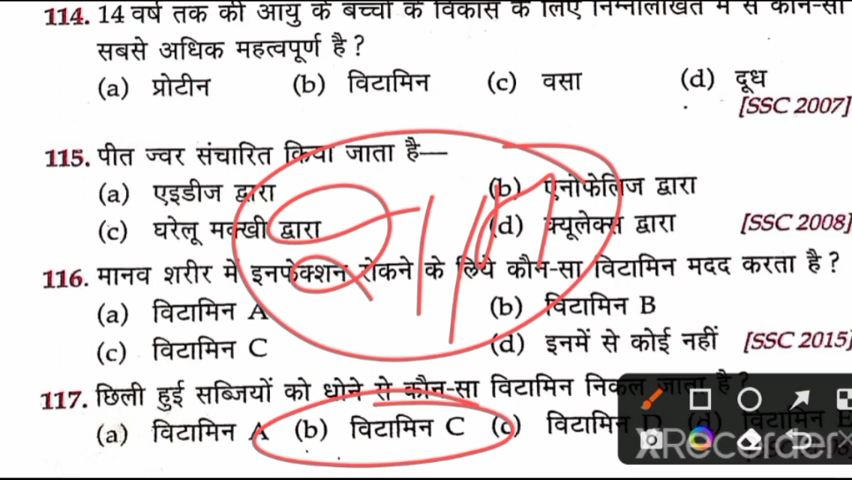 114. 14 वर्ष तक की आयु के बच्चों के विकास के लिए निम्नलिखित में से कौन-सा
सबसे अधिक महत्वपूर्ण है ?
(a) प्रोटीन (b) विटामिन (c) वसा (d) दूध
[SSC 2007]
115. पीत ज्वर संचारित किया जाता है—
(a) एइडीज द्वारा (b) एनोफेलिज द्वारा
(c) घरेलू मक्खी द्वारा (d) क्यूलेक्स द्वारा [SSC 2008]
116. मानव शरीर में इनफेक्शन रोकने के लिये कौन-सा विटामिन मदद करता है ?
(a) विटामिन A (b) विटामिन B
(c) विटामिन C (d) इनमें से कोई नहीं [SSC 2015]
117. छिली हुई सब्जियों को धोने से कौन-सा विटामिन निकल जाता है ?
(a) विटामिन A (b) विटामिन C (c) विटामिन D (d) विटामिन E
XRecorder